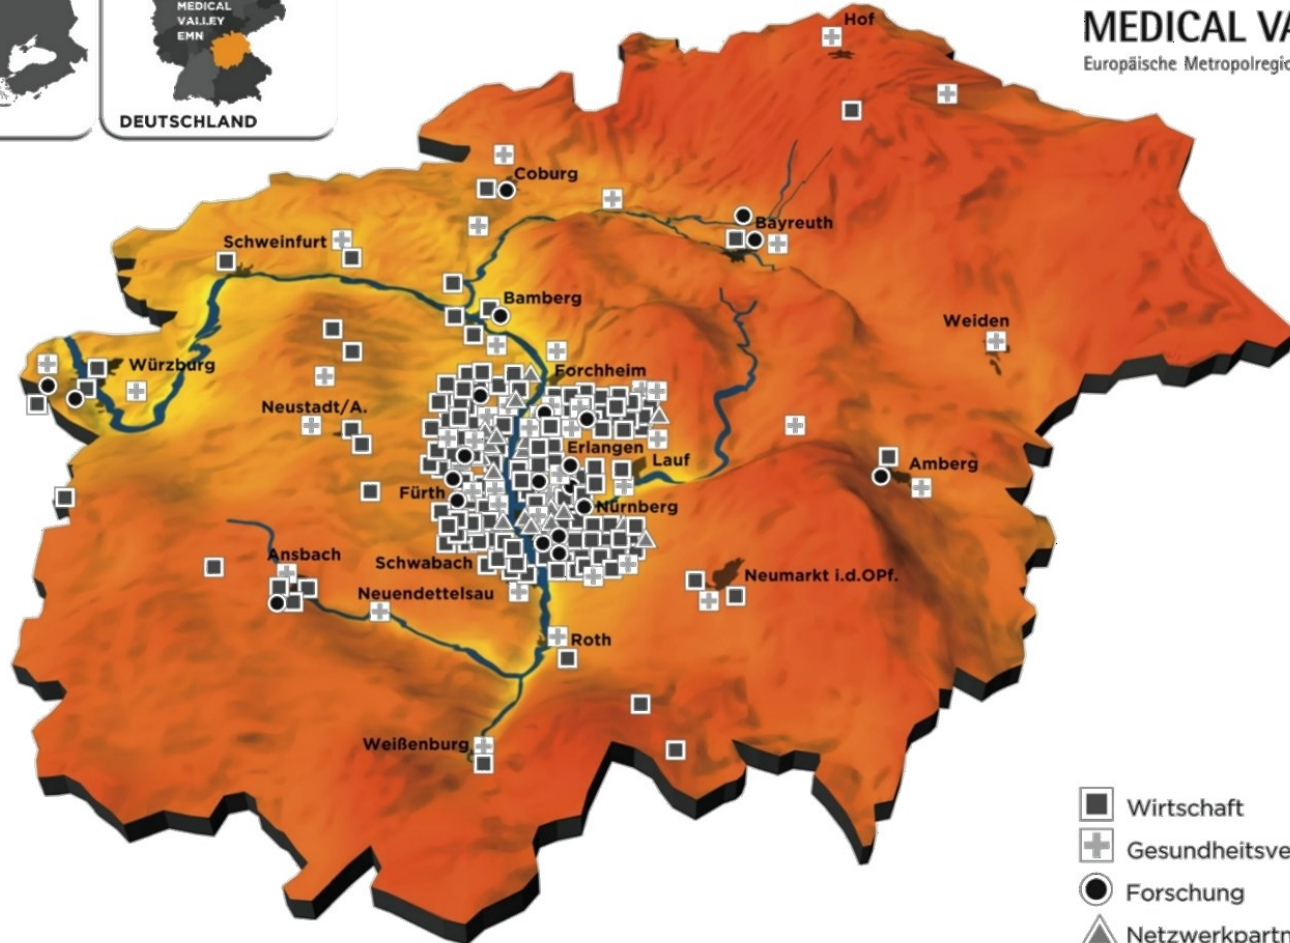 MEDICAL
VALLEY
EMN
DEUTSCHLAND
MEDICAL VA
Europäische Metropolregio
Hof
Coburg
Bayreuth
Schweinfurt
Bamberg
Weiden
Würzburg
Forchheim
Neustadt/A.
Erlangen
Lauf
Amberg
Fürth
Nürnberg
Ansbach
Schwabach
Neumarkt i.d.OPf.
Neuendettelsau
Roth
Weißenburg
Wirtschaft
Gesundheitsve
Forschung
Netzwerkpartn